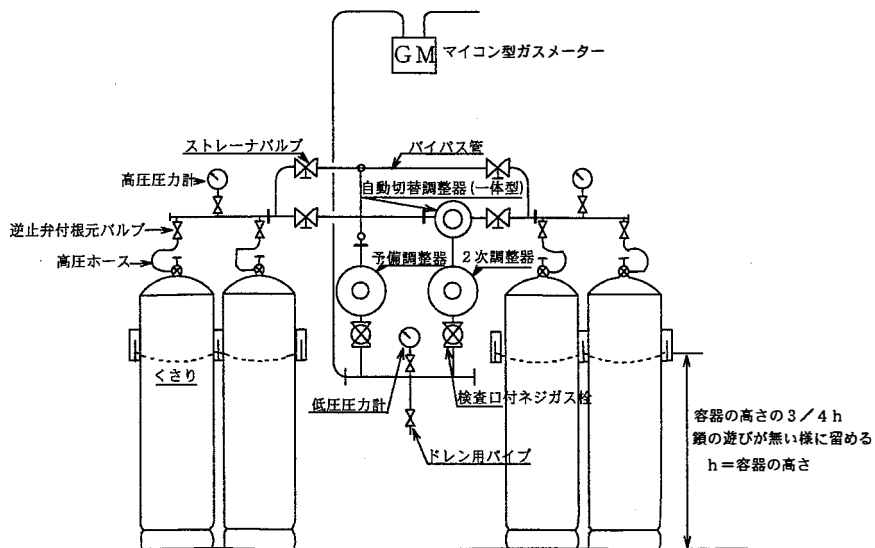 GM
マイコン型ガスメーター
ストレーナバルブ
バイパス管
高圧圧力計
自動切替調整器(一体型)
逆止弁付根元バルブ
高圧ホース
予備調整器
2次調整器
くさり
低圧圧力計
検査口付ネジガス栓
ドレン用パイプ
容器の高さの3/4h
鎖の遊びが無い様に留める
h=容器の高さ